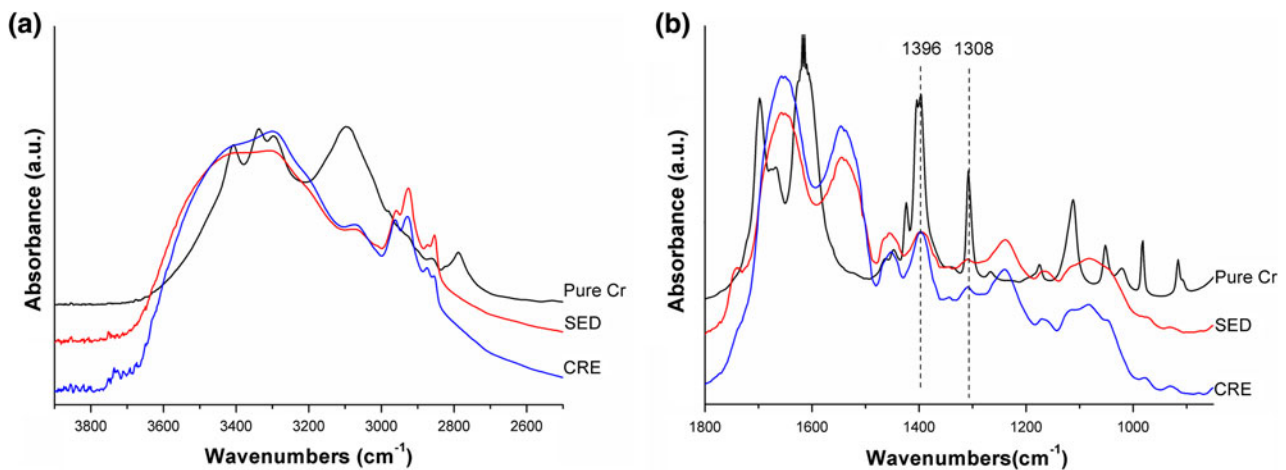 (a)
Absorbance (a.u.)
Pure Cr
SED
CRE
3800 3600 3400 3200 3000 2800 2600
Wavenumbers (cm-1)
(b)
1396 1308
Absorbance (a.u.)
Pure Cr
SED
CRE
1800 1600 1400 1200 1000
Wavenumbers(cm-1)